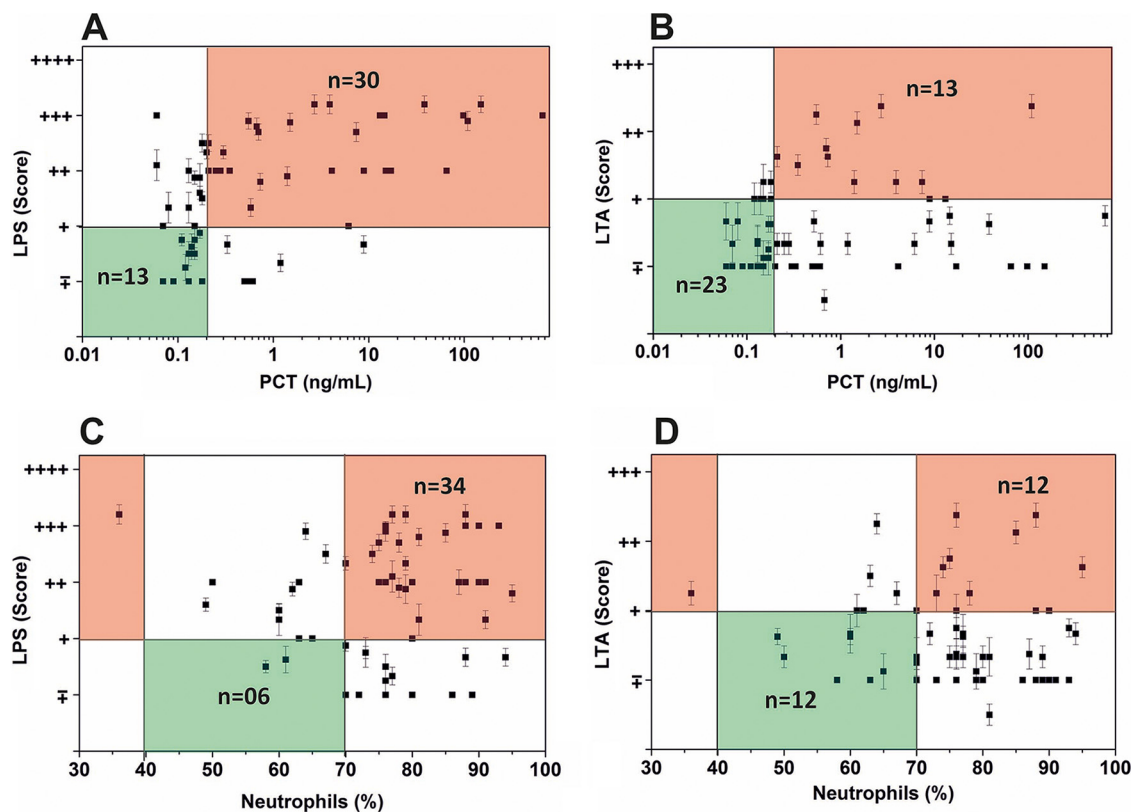 A
++++
+++
++
+
∓
LPS (Score)
n=30
n=13
0.01 0.1 1 10 100
PCT (ng/mL)
B
+++
++
+
∓
LTA (Score)
n=13
n=23
0.01 0.1 1 10 100
PCT (ng/mL)
C
++++
+++
++
+
∓
LPS (Score)
n=34
n=06
30 40 50 60 70 80 90 100
Neutrophils (%)
D
+++
++
+
∓
LTA (Score)
n=12
n=12
30 40 50 60 70 80 90 100
Neutrophils (%)